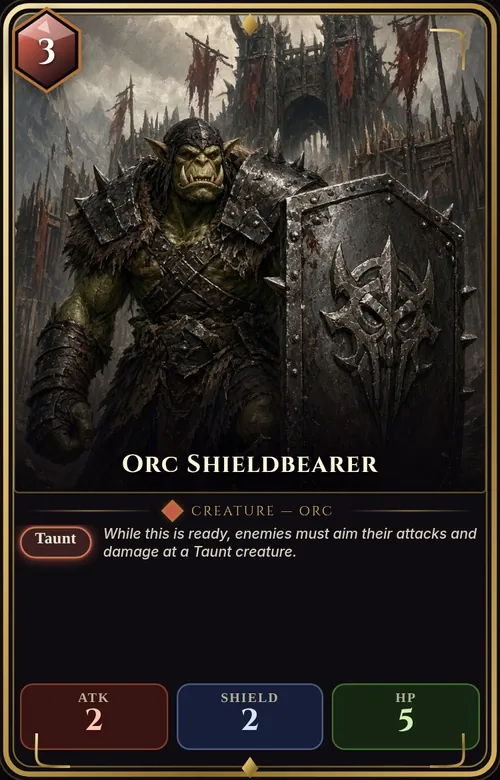 3
Orc Shieldbearer
CREATURE — ORC
Taunt
While this is ready, enemies must aim their attacks and
damage at a Taunt creature.
ATK
2
SHIELD
2
HP
5